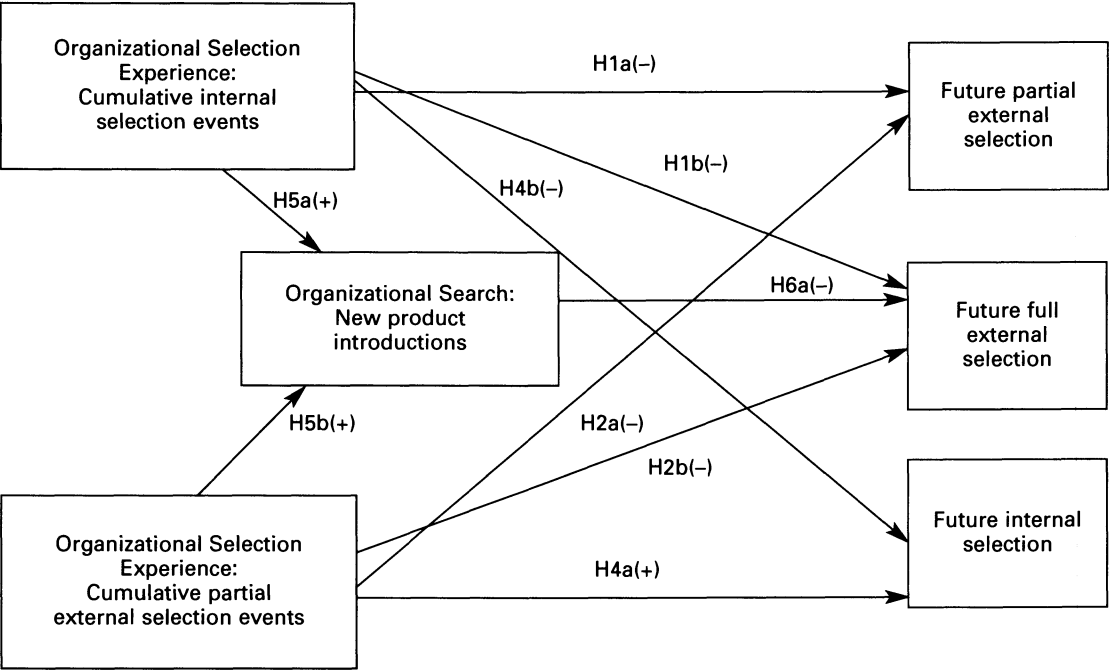 Organizational Selection
Experience:
Cumulative internal
selection events
H1a(–)
Future partial
external
selection
H1b(–)
H4b(–)
H5a(+)
Organizational Search:
New product
introductions
H6a(–)
Future full
external
selection
H5b(+)
H2a(–)
H2b(–)
Future internal
selection
Organizational Selection
Experience:
Cumulative partial
external selection events
H4a(+)